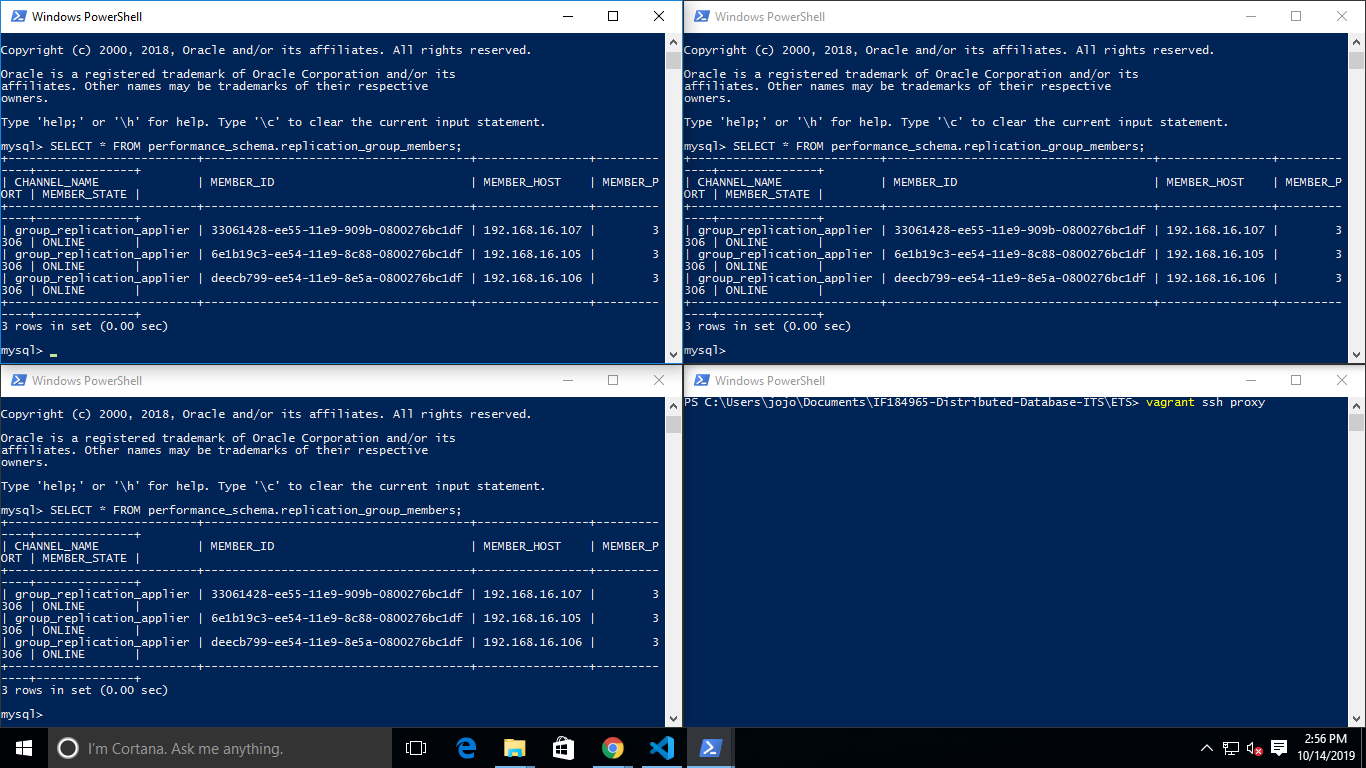 Windows PowerShell
Copyright (c) 2000, 2018, Oracle and/or its affiliates. All rights reserved.
Oracle is a registered trademark of Oracle Corporation and/or its
affiliates. Other names may be trademarks of their respective
owners.
Type 'help;' or '\h' for help. Type '\c' to clear the current input statement.
mysql> SELECT * FROM performance_schema.replication_group_members;
+---------------------------+--------------------------------------+----------------+---------
----+--------------+
| CHANNEL_NAME              | MEMBER_ID                            | MEMBER_HOST    | MEMBER_P
ORT | MEMBER_STATE |
+---------------------------+--------------------------------------+----------------+---------
----+--------------+
| group_replication_applier | 33061428-ee55-11e9-909b-0800276bc1df | 192.168.16.107 |        3
306 | ONLINE       |
| group_replication_applier | 6e1b19c3-ee54-11e9-8c88-0800276bc1df | 192.168.16.105 |        3
306 | ONLINE       |
| group_replication_applier | deecb799-ee54-11e9-8e5a-0800276bc1df | 192.168.16.106 |        3
306 | ONLINE       |
+---------------------------+--------------------------------------+----------------+---------
----+--------------+
3 rows in set (0.00 sec)
mysql>
Windows PowerShell
Copyright (c) 2000, 2018, Oracle and/or its affiliates. All rights reserved.
Oracle is a registered trademark of Oracle Corporation and/or its
affiliates. Other names may be trademarks of their respective
owners.
Type 'help;' or '\h' for help. Type '\c' to clear the current input statement.
mysql> SELECT * FROM performance_schema.replication_group_members;
+---------------------------+--------------------------------------+----------------+---------
----+--------------+
| CHANNEL_NAME              | MEMBER_ID                            | MEMBER_HOST    | MEMBER_P
ORT | MEMBER_STATE |
+---------------------------+--------------------------------------+----------------+---------
----+--------------+
| group_replication_applier | 33061428-ee55-11e9-909b-0800276bc1df | 192.168.16.107 |        3
306 | ONLINE       |
| group_replication_applier | 6e1b19c3-ee54-11e9-8c88-0800276bc1df | 192.168.16.105 |        3
306 | ONLINE       |
| group_replication_applier | deecb799-ee54-11e9-8e5a-0800276bc1df | 192.168.16.106 |        3
306 | ONLINE       |
+---------------------------+--------------------------------------+----------------+---------
----+--------------+
3 rows in set (0.00 sec)
mysql>
Windows PowerShell
Copyright (c) 2000, 2018, Oracle and/or its affiliates. All rights reserved.
Oracle is a registered trademark of Oracle Corporation and/or its
affiliates. Other names may be trademarks of their respective
owners.
Type 'help;' or '\h' for help. Type '\c' to clear the current input statement.
mysql> SELECT * FROM performance_schema.replication_group_members;
+---------------------------+--------------------------------------+----------------+---------
----+--------------+
| CHANNEL_NAME              | MEMBER_ID                            | MEMBER_HOST    | MEMBER_P
ORT | MEMBER_STATE |
+---------------------------+--------------------------------------+----------------+---------
----+--------------+
| group_replication_applier | 33061428-ee55-11e9-909b-0800276bc1df | 192.168.16.107 |        3
306 | ONLINE       |
| group_replication_applier | 6e1b19c3-ee54-11e9-8c88-0800276bc1df | 192.168.16.105 |        3
306 | ONLINE       |
| group_replication_applier | deecb799-ee54-11e9-8e5a-0800276bc1df | 192.168.16.106 |        3
306 | ONLINE       |
+---------------------------+--------------------------------------+----------------+---------
----+--------------+
3 rows in set (0.00 sec)
mysql>
Windows PowerShell
PS C:\Users\jojo\Documents\IF184965-Distributed-Database-ITS\ETS> vagrant ssh proxy
I'm Cortana. Ask me anything.
2:56 PM
10/14/2019